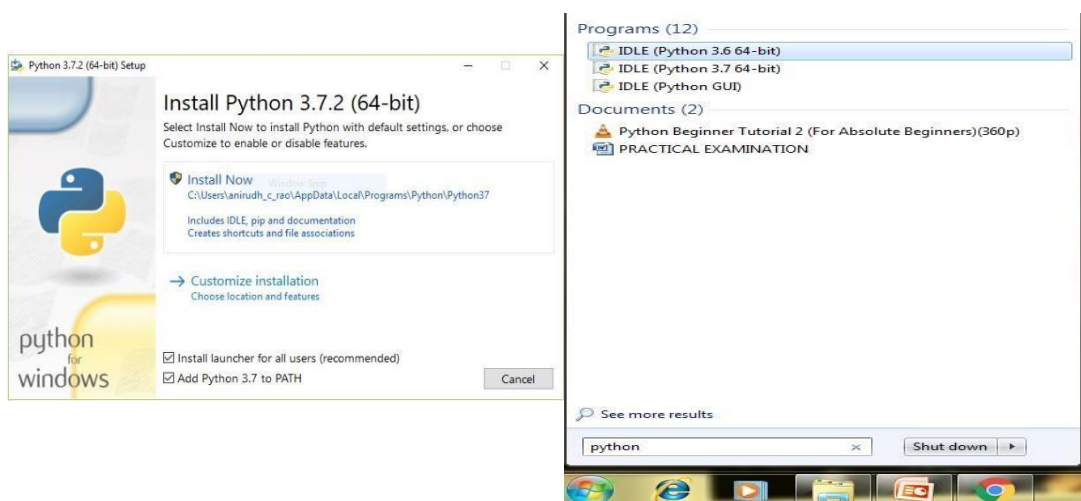 Python 3.7.2 (64-bit) Setup
Install Python 3.7.2 (64-bit)
Select Install Now to install Python with default settings, or choose
Customize to enable or disable features.
Install Now
Window Snip
C:\Users\anirudh_c_rao\AppData\Local\Programs\Python\Python37
Includes IDLE, pip and documentation
Creates shortcuts and file associations
→ Customize installation
Choose location and features
python
for
windows
Install launcher for all users (recommended)
Add Python 3.7 to PATH
Cancel
Programs (12)
IDLE (Python 3.6 64-bit)
IDLE (Python 3.7 64-bit)
IDLE (Python GUI)
Documents (2)
Python Beginner Tutorial 2 (For Absolute Beginners)(360p)
PRACTICAL EXAMINATION
See more results
python
Shut down